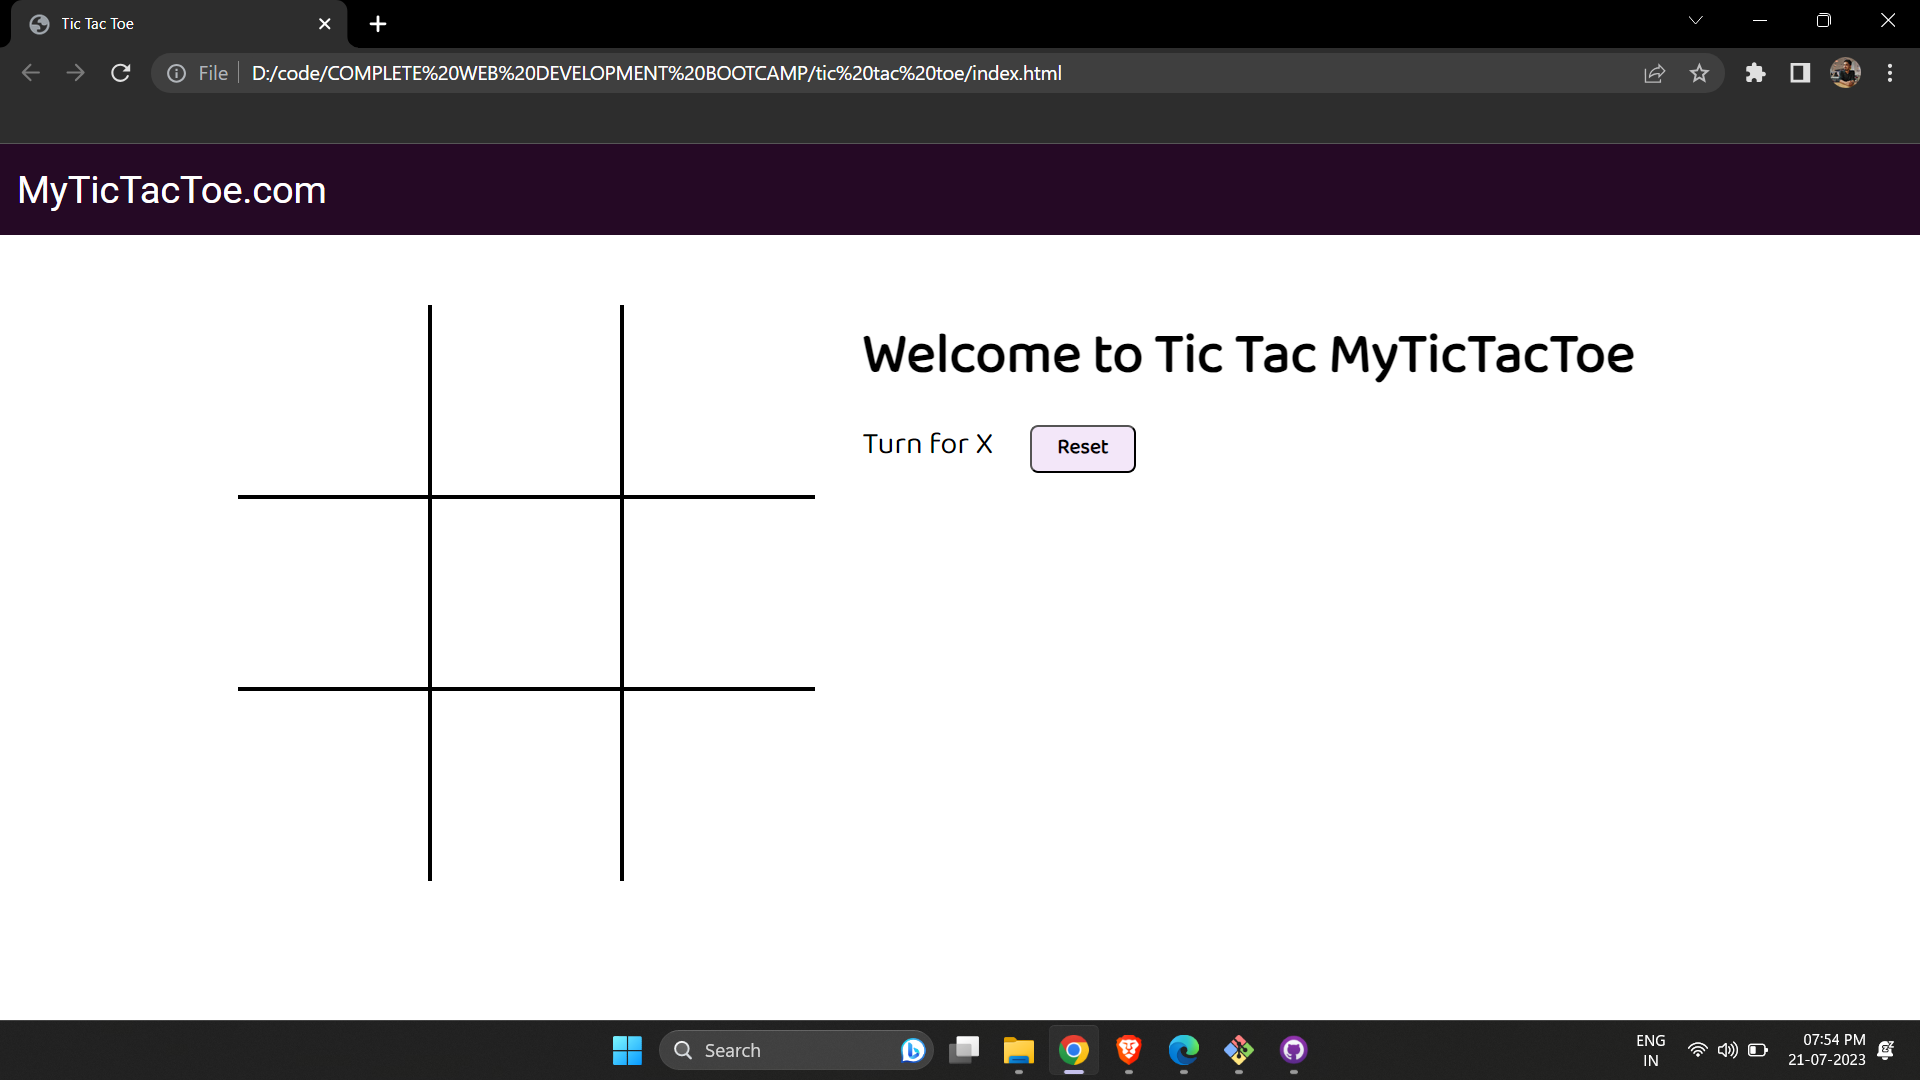 Tic Tac Toe
File D:/code/COMPLETE%20WEB%20DEVELOPMENT%20BOOTCAMP/tic%20tac%20toe/index.html
MyTicTacToe.com
Welcome to Tic Tac MyTicTacToe
Turn for X
Reset
Search
ENG
IN
07:54 PM
21-07-2023